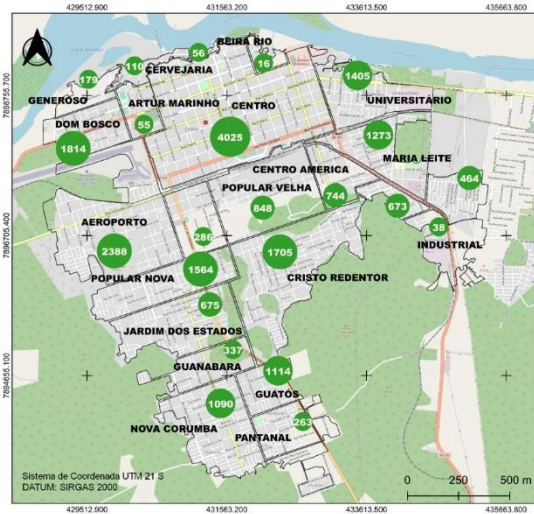 429512.900 431563.200 433613.500 435663.800
7898755.700
7896705.400
7894655.100
56
BEIRA RIO
110
CERVEJARIA
16
179
1405
GENEROSO
ARTUR MARINHO
CENTRO
UNIVERSITÁRIO
DOM BOSCO
55
4025
1273
1814
MARIA LEITE
CENTRO AMERICA
464
POPULAR VELHA
744
848
673
AEROPORTO
38
286
INDUSTRIAL
2388
1705
1564
POPULAR NOVA
CRISTO REDENTOR
675
JARDIM DOS ESTADOS
337
GUANABARA
1114
GUATÓS
1090
263
NOVA CORUMBA
PANTANAL
Sistema de Coordenada UTM 21 S
DATUM: SIRGAS 2000
0 250 500 m
429512.900 431563.200 433613.500 435663.800